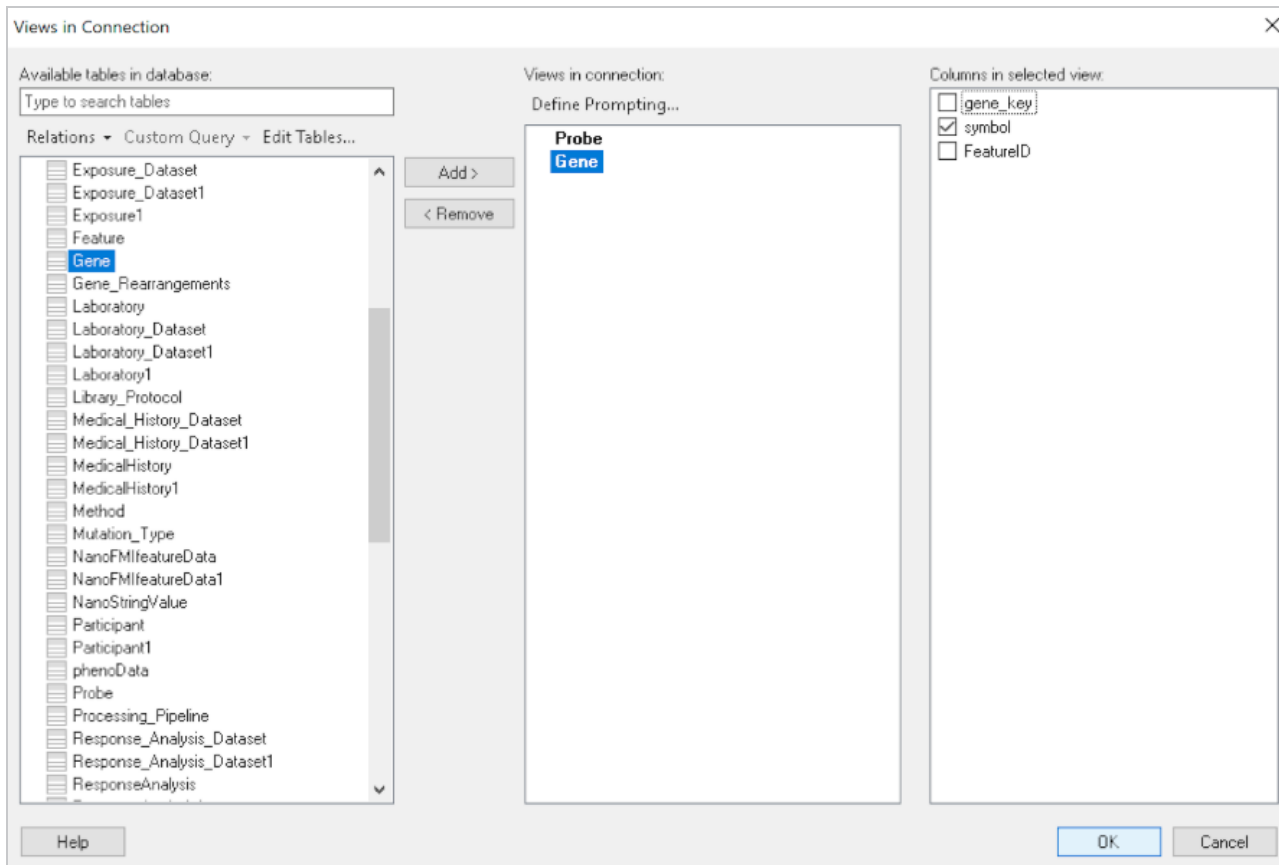 Views in Connection
Available tables in database:
Type to search tables
Relations Custom Query Edit Tables...
Exposure_Dataset
Exposure_Dataset1
Exposure1
Feature
Gene
Gene_Rearrangements
Laboratory
Laboratory_Dataset
Laboratory_Dataset1
Laboratory1
Library_Protocol
Medical_History_Dataset
Medical_History_Dataset1
MedicalHistory
MedicalHistory1
Method
Mutation_Type
NanoFMIfeatureData
NanoFMIfeatureData1
NanoStringValue
Participant
Participant1
phenoData
Probe
Processing_Pipeline
Response_Analysis_Dataset
Response_Analysis_Dataset1
ResponseAnalysis
Add >
< Remove
Views in connection:
Define Prompting...
Probe
Gene
Columns in selected view:
gene_key
symbol
FeatureID
Help
OK
Cancel